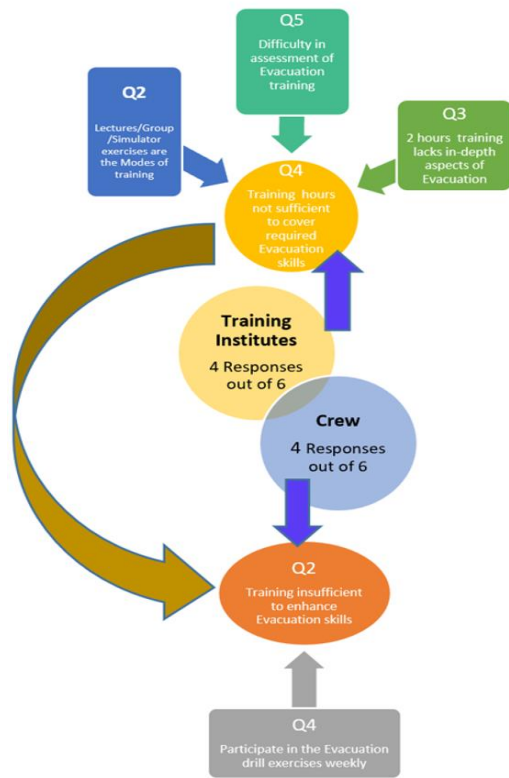 Q5
Difficulty in
assessment of
Evacuation
training
Q2
Lectures/Group
/Simulator
exercises are
the Modes of
training
Q3
2 hours training
lacks in-depth
aspects of
Evacuation
Q4
Training hours
not sufficient
to cover
required
Evacuation
skills
Training
Institutes
4 Responses
out of 6
Crew
4 Responses
out of 6
Q2
Training insufficient
to enhance
Evacuation skills
Q4
Participate in the Evacuation
drill exercises weekly